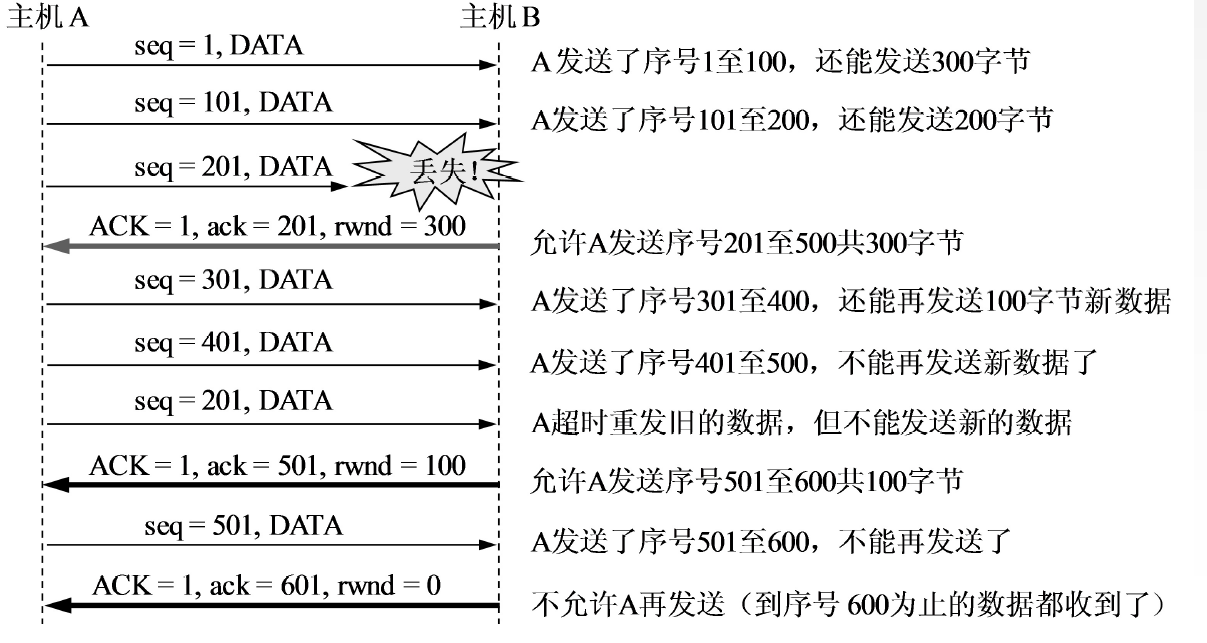 主机A 主机B
seq = 1, DATA A发送了序号1至100，还能发送300字节
seq = 101, DATA A发送了序号101至200，还能发送200字节
seq = 201, DATA 丢失！
ACK = 1, ack = 201, rwnd = 300 允许A发送序号201至500共300字节
seq = 301, DATA A发送了序号301至400，还能再发送100字节新数据
seq = 401, DATA A发送了序号401至500，不能再发送新数据了
seq = 201, DATA A超时重发旧的数据，但不能发送新的数据
ACK = 1, ack = 501, rwnd = 100 允许A发送序号501至600共100字节
seq = 501, DATA A发送了序号501至600，不能再发送了
ACK = 1, ack = 601, rwnd = 0 不允许A再发送（到序号 600为止的数据都收到了）